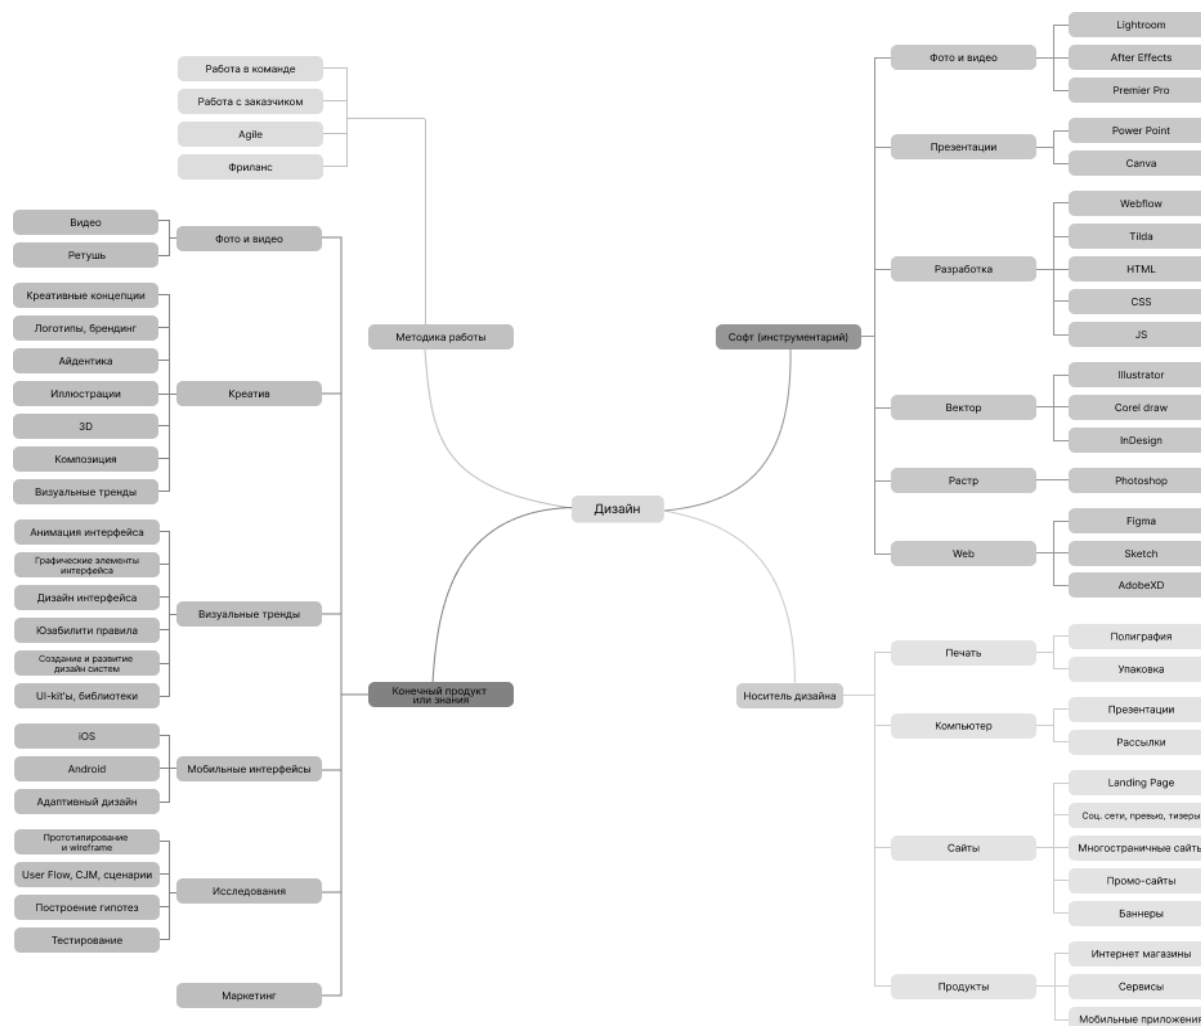 Дизайн
Методика работы
Работа в команде
Работа с заказчиком
Agile
Фриланс
Конечный продукт
или знания
Фото и видео
Видео
Ретушь
Креатив
Креативные концепции
Логотипы, брендинг
Айдентика
Иллюстрации
3D
Композиция
Визуальные тренды
Визуальные тренды
Анимация интерфейса
Графические элементы
интерфейса
Дизайн интерфейса
Юзабилити правила
Создание и развитие
дизайн систем
UI-kit'ы, библиотеки
Мобильные интерфейсы
iOS
Android
Адаптивный дизайн
Исследования
Прототипирование
и wireframe
User Flow, CJM, сценарии
Построение гипотез
Тестирование
Маркетинг
Софт (инструментарий)
Фото и видео
Lightroom
After Effects
Premier Pro
Презентации
Power Point
Canva
Разработка
Webflow
Tilda
HTML
CSS
JS
Вектор
Illustrator
Corel draw
InDesign
Растр
Photoshop
Web
Figma
Sketch
AdobeXD
Носитель дизайна
Печать
Полиграфия
Упаковка
Компьютер
Презентации
Рассылки
Сайты
Landing Page
Соц. сети, превью, тизеры
Многостраничные сайты
Промо-сайты
Баннеры
Продукты
Интернет магазины
Сервисы
Мобильные приложения